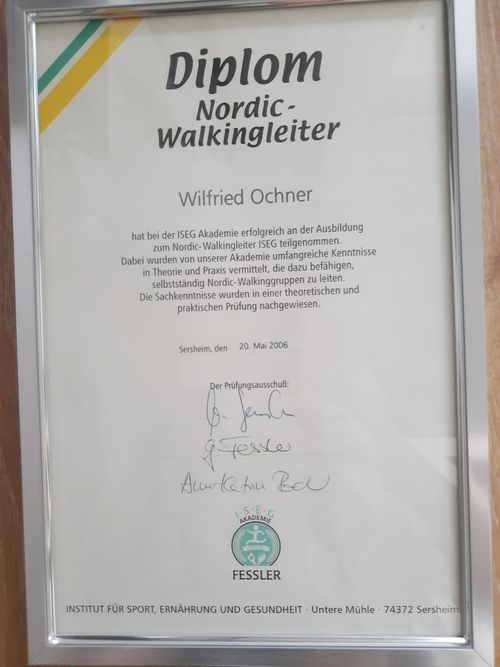 Diplom
Nordic-
Walkingleiter
Wilfried Ochner
hat bei der ISEG Akademie erfolgreich an der Ausbildung
zum Nordic-Walkingleiter ISEG teilgenommen.
Dabei wurden von unserer Akademie umfangreiche Kenntnisse
in Theorie und Praxis vermittelt, die dazu befähigen,
selbstständig Nordic-Walkinggruppen zu leiten.
Die Sachkenntnisse wurden in einer theoretischen und
praktischen Prüfung nachgewiesen.
Sersheim, den 20. Mai 2006
Der Prüfungsausschuß:
G. Fessler
I·S·E·G
AKADEMIE
FESSLER
INSTITUT FÜR SPORT, ERNÄHRUNG UND GESUNDHEIT · Untere Mühle · 74372 Sersheim